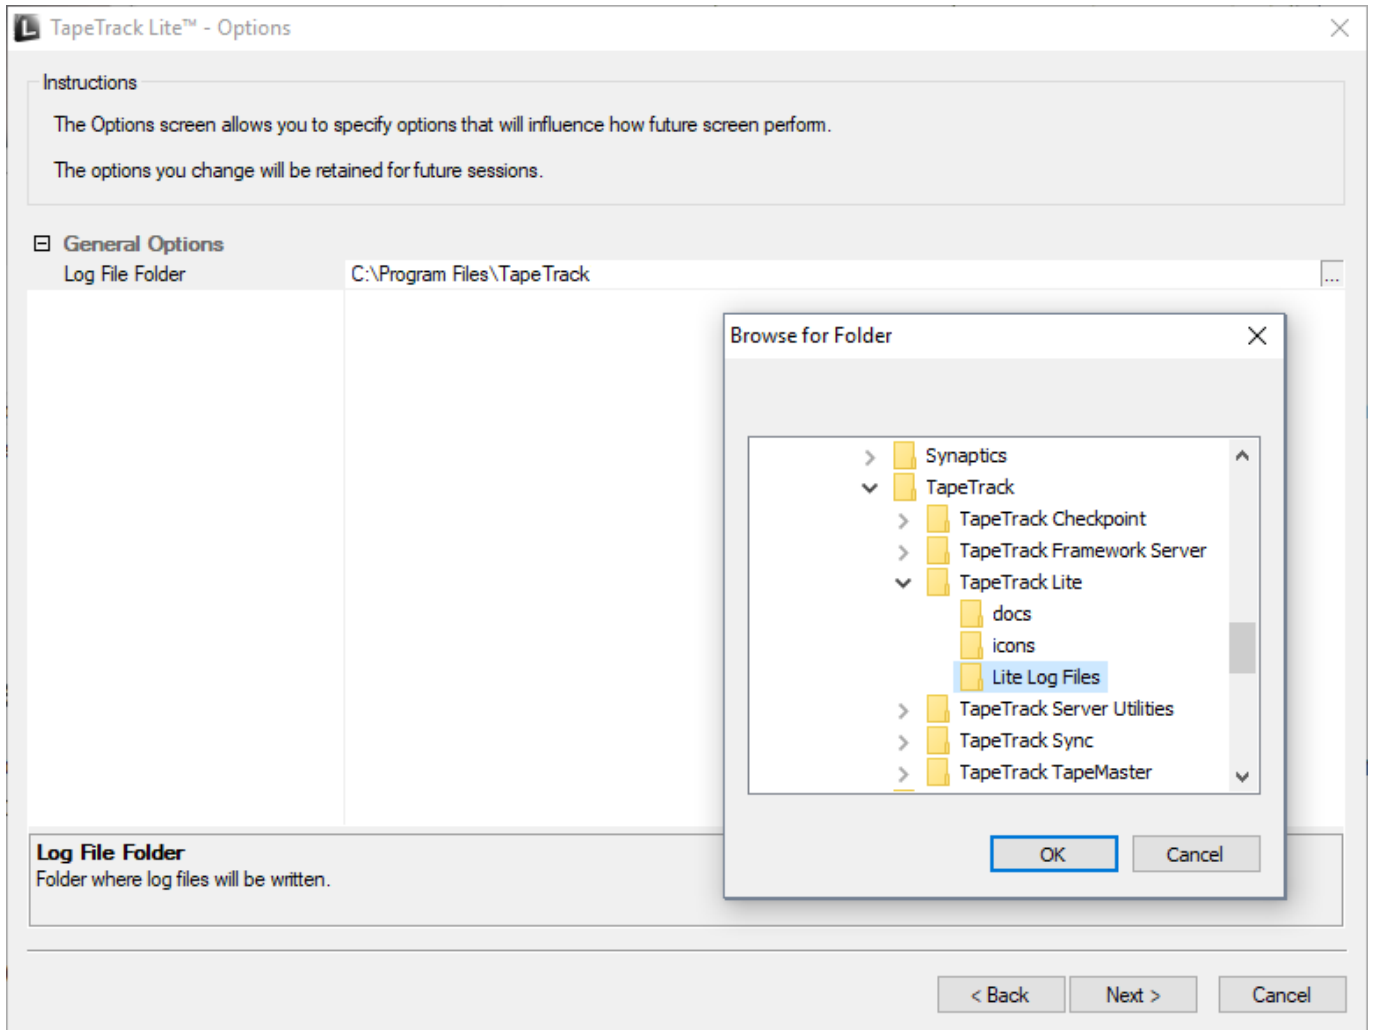 TapeTrack Lite™ - Options
Instructions
The Options screen allows you to specify options that will influence how future screen perform.
The options you change will be retained for future sessions.
General Options
Log File Folder
C:\Program Files\TapeTrack
...
Browse for Folder
Synaptics
TapeTrack
TapeTrack Checkpoint
TapeTrack Framework Server
TapeTrack Lite
docs
icons
Lite Log Files
TapeTrack Server Utilities
TapeTrack Sync
TapeTrack TapeMaster
OK
Cancel
Log File Folder
Folder where log files will be written.
< Back
Next >
Cancel